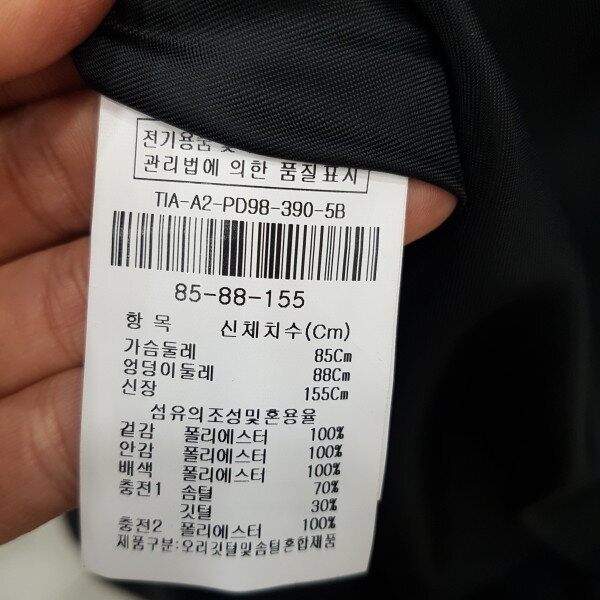 전기용품 및
관리법에 의한 품질표시
TIA-A2-PD98-390-5B
85-88-155
항 목 신체치수(Cm)
가슴둘레 85Cm
엉덩이둘레 88Cm
신장 155Cm
섬유의조성및혼용율
겉감 폴리에스터 100%
안감 폴리에스터 100%
배색 폴리에스터 100%
충전1 솜털 70%
깃털 30%
충전2 폴리에스터 100%
제품구분:오리깃털및솜털혼합제품